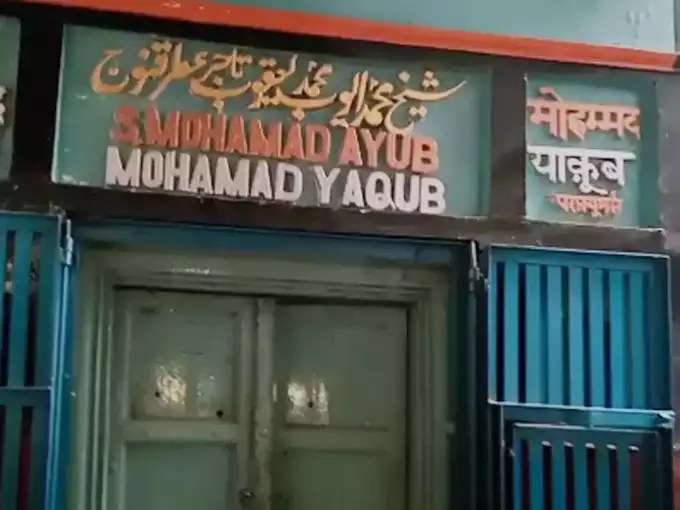 شیخ محمد ایوب محمد یعقوب تاجر عطر قنوج
S. MOHAMAD AYUB
MOHAMAD YAQUB
मोहम्मद
याक़ूब